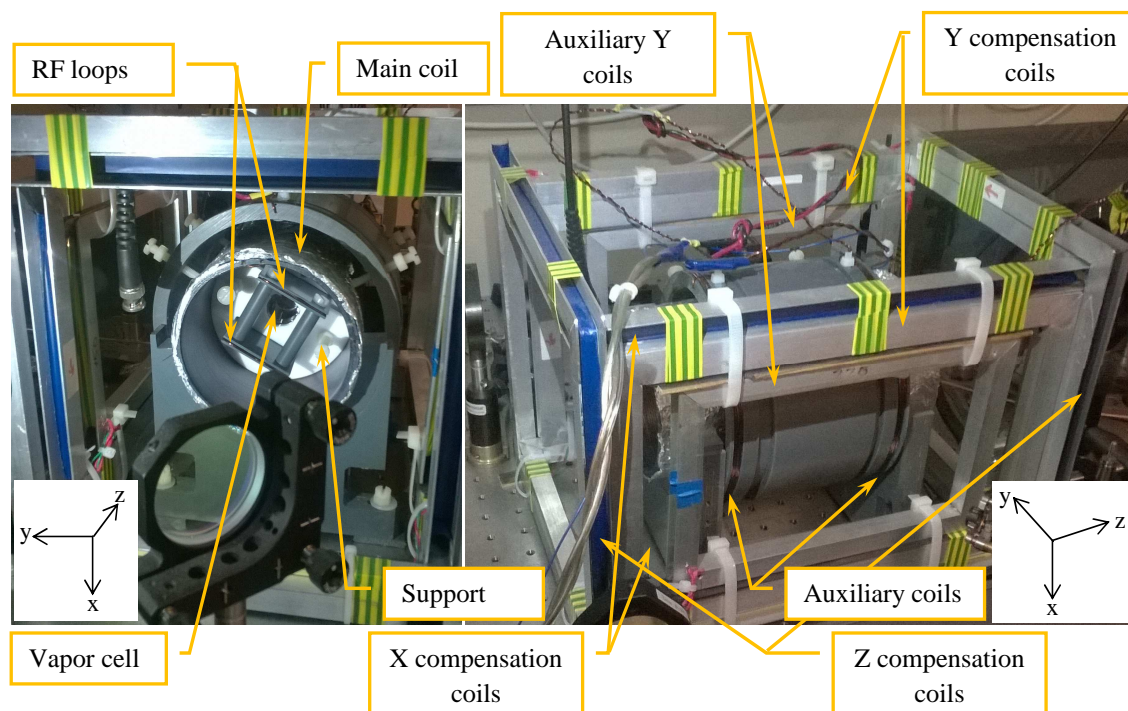 RF loops
Main coil
Auxiliary Y
coils
Y compensation
coils
z
y
x
y
z
x
Support
Auxiliary coils
Vapor cell
X compensation
coils
Z compensation
coils